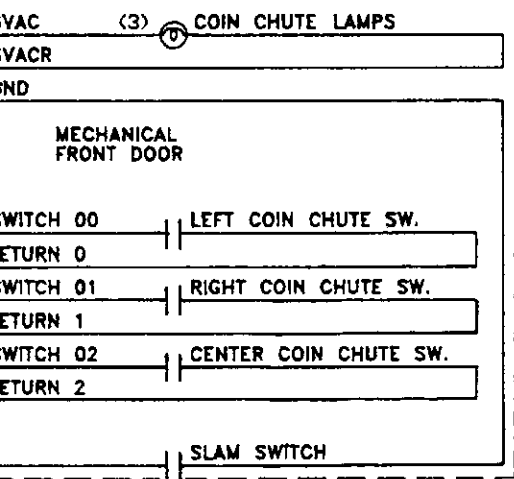 VAC (3) COIN CHUTE LAMPS
VACR
ND
MECHANICAL
FRONT DOOR
WITCH 00 LEFT COIN CHUTE SW.
ETURN 0
WITCH 01 RIGHT COIN CHUTE SW.
ETURN 1
WITCH 02 CENTER COIN CHUTE SW.
ETURN 2
SLAM SWITCH